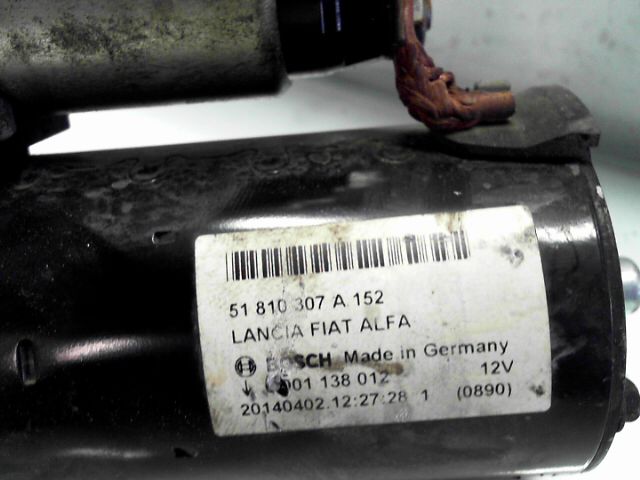 51 810 307 A 152
LANCIA FIAT ALFA
BOSCH Made in Germany
0001 138 012 12V
20140402.12:27:28 1 (0890)